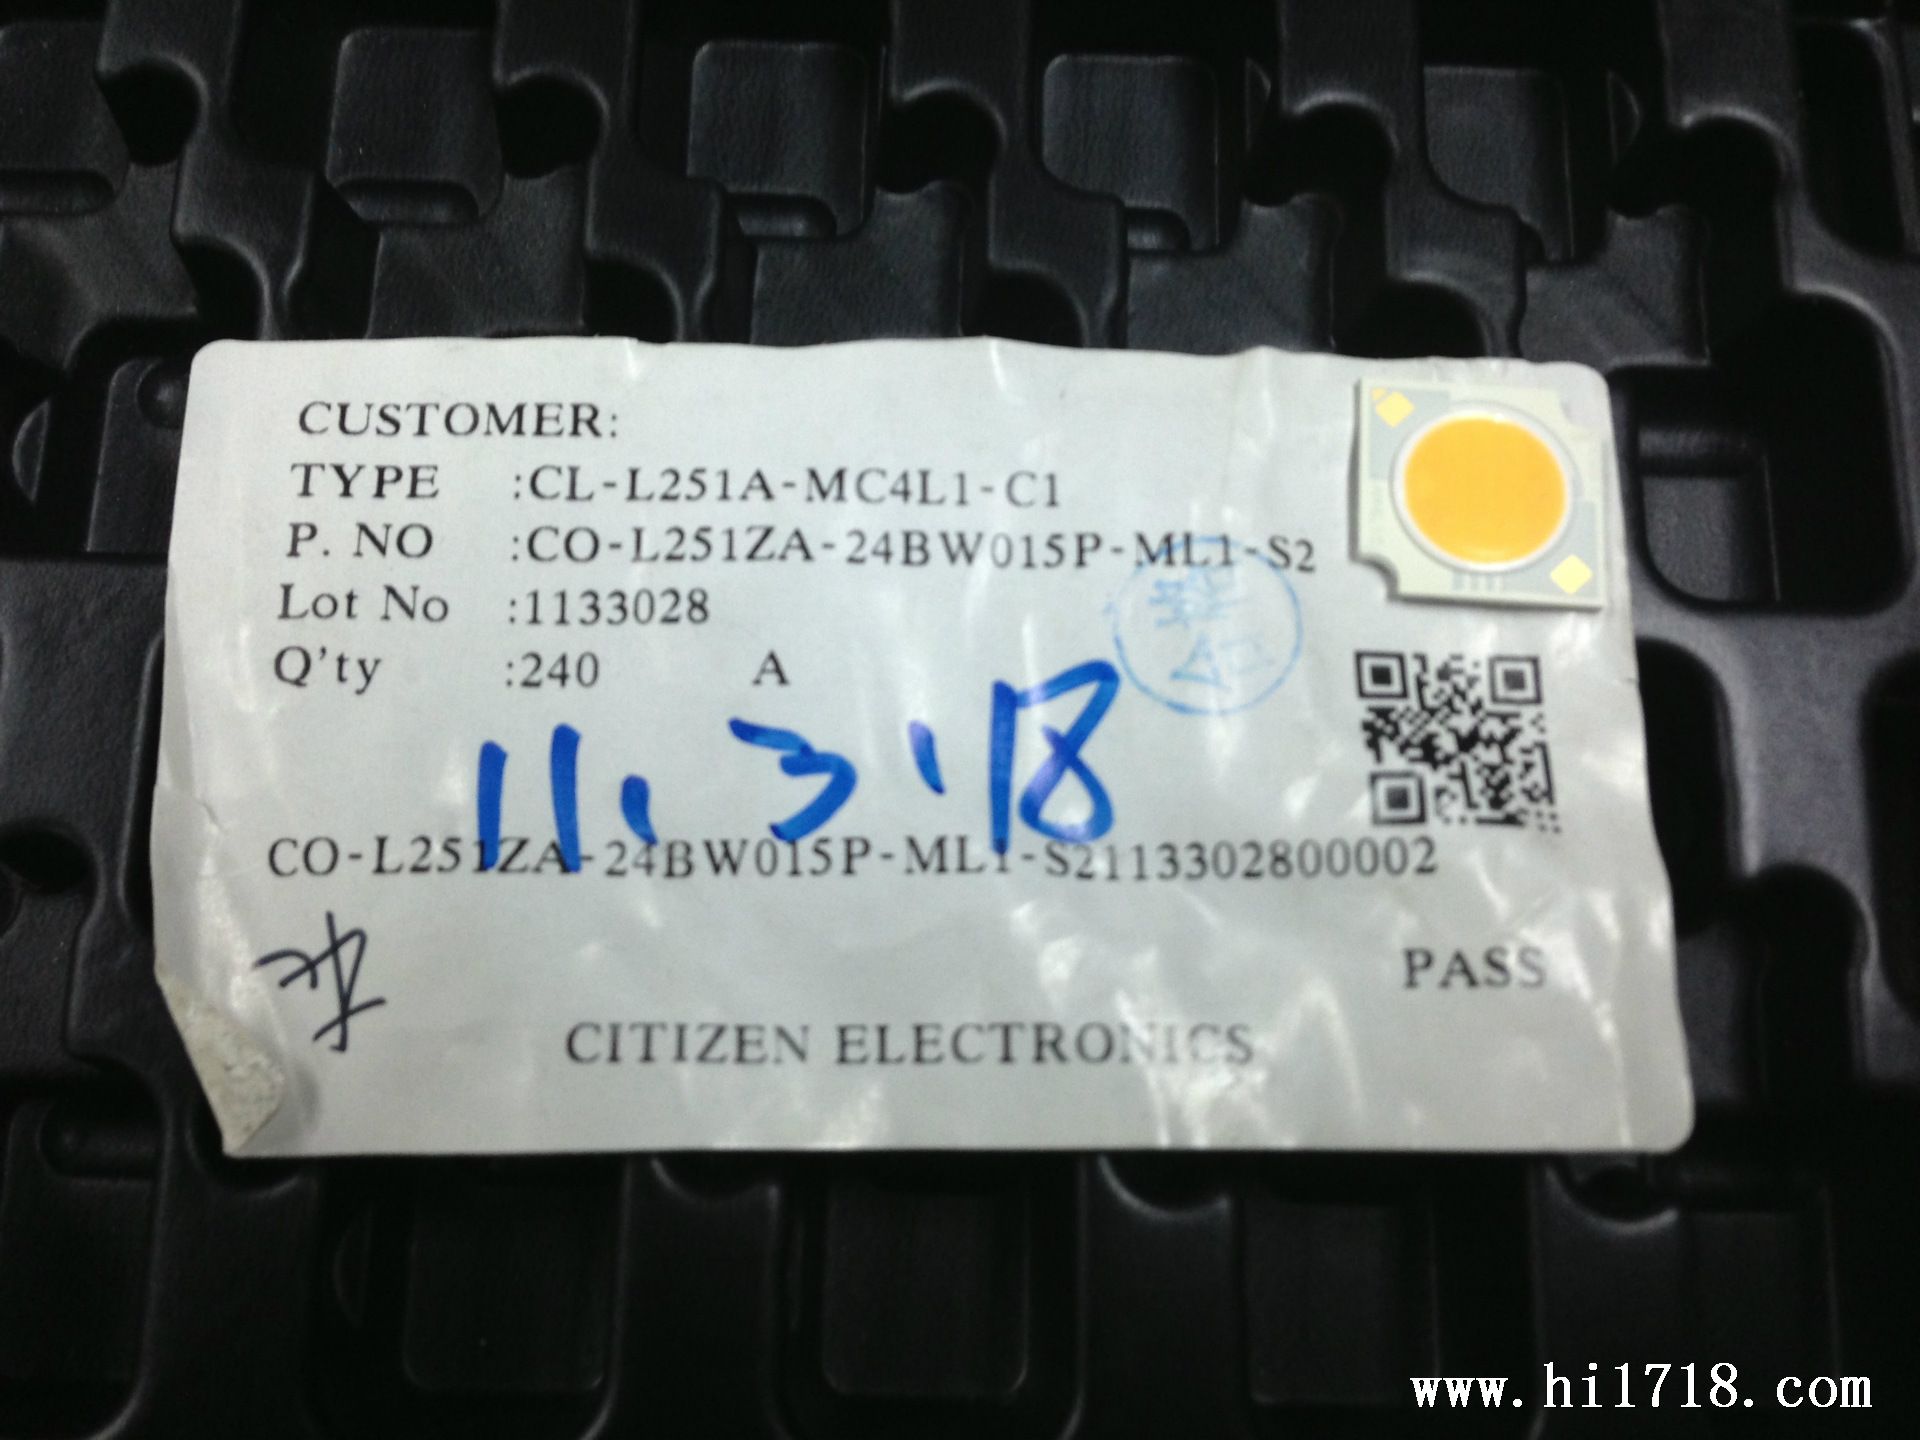 CUSTOMER:
TYPE :CL-L251A-MC4L1-C1
P. NO :CO-L251ZA-24BW015P-ML1-S2
Lot No :1133028
Q'ty :240 A
11.3.18
CO-L251ZA-24BW015P-ML1-S2113302800002
PASS
CITIZEN ELECTRONICS
www.hi1718.com